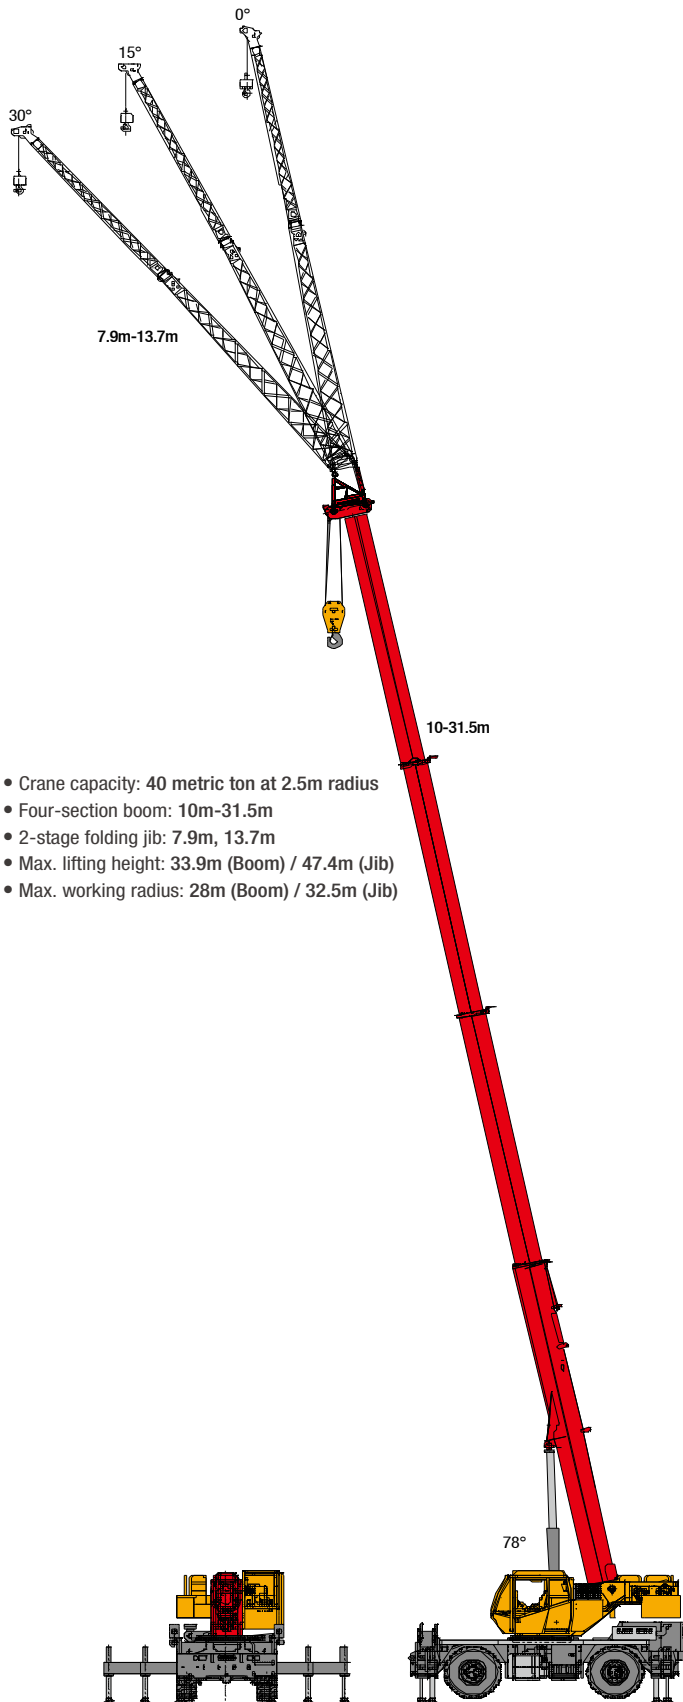 0°
15°
30°
7.9m-13.7m
10-31.5m
• Crane capacity: 40 metric ton at 2.5m radius
• Four-section boom: 10m-31.5m
• 2-stage folding jib: 7.9m, 13.7m
• Max. lifting height: 33.9m (Boom) / 47.4m (Jib)
• Max. working radius: 28m (Boom) / 32.5m (Jib)
78°